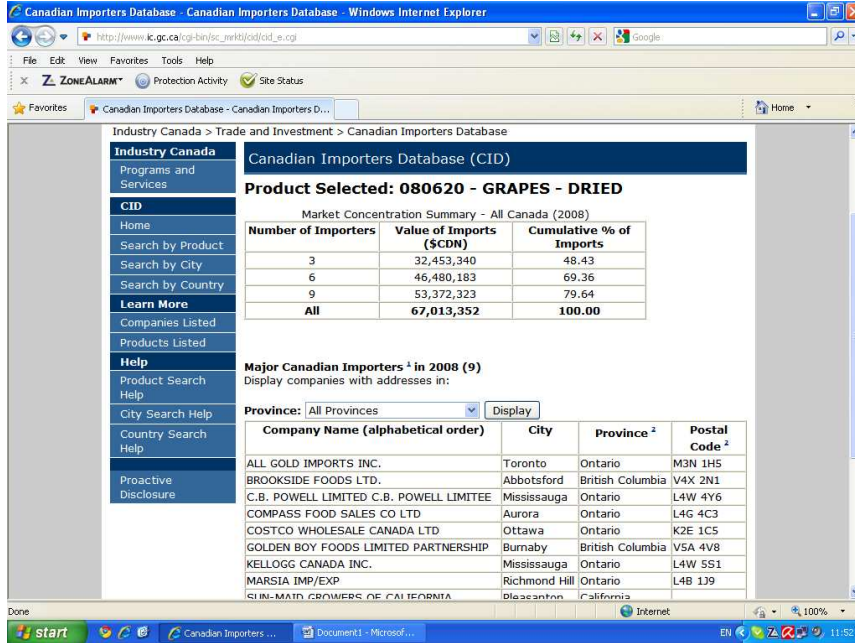 Canadian Importers Database - Canadian Importers Database - Windows Internet Explorer
http://www.ic.gc.ca/cgi-bin/sc_mrkti/cid/cid_e.cgi
Google
File Edit View Favorites Tools Help
x ZONEALARM Protection Activity Site Status
Favorites Canadian Importers Database - Canadian Importers D... Home
Industry Canada > Trade and Investment > Canadian Importers Database
Industry Canada
Programs and
Services
CID
Home
Search by Product
Search by City
Search by Country
Learn More
Companies Listed
Products Listed
Help
Product Search
Help
City Search Help
Country Search
Help
Proactive
Disclosure
Canadian Importers Database (CID)
Product Selected: 080620 - GRAPES - DRIED
Market Concentration Summary - All Canada (2008)
Number of Importers Value of Imports ($CDN) Cumulative % of Imports
3 32,453,340 48.43
6 46,480,183 69.36
9 53,372,323 79.64
All 67,013,352 100.00
Major Canadian Importers 1 in 2008 (9)
Display companies with addresses in:
Province: All Provinces Display
Company Name (alphabetical order) City Province 2 Postal Code 2
ALL GOLD IMPORTS INC. Toronto Ontario M3N 1H5
BROOKSIDE FOODS LTD. Abbotsford British Columbia V4X 2N1
C.B. POWELL LIMITED C.B. POWELL LIMITEE Mississauga Ontario L4W 4Y6
COMPASS FOOD SALES CO LTD Aurora Ontario L4G 4C3
COSTCO WHOLESALE CANADA LTD Ottawa Ontario K2E 1C5
GOLDEN BOY FOODS LIMITED PARTNERSHIP Burnaby British Columbia V5A 4V8
KELLOGG CANADA INC. Mississauga Ontario L4W 5S1
MARSIA IMP/EXP Richmond Hill Ontario L4B 1J9
SUN-MAID GROWERS OF CALIFORNIA Pleasanton California
Done Internet 100%
start Canadian Importers ... Document1 - Microsof... EN 11:52